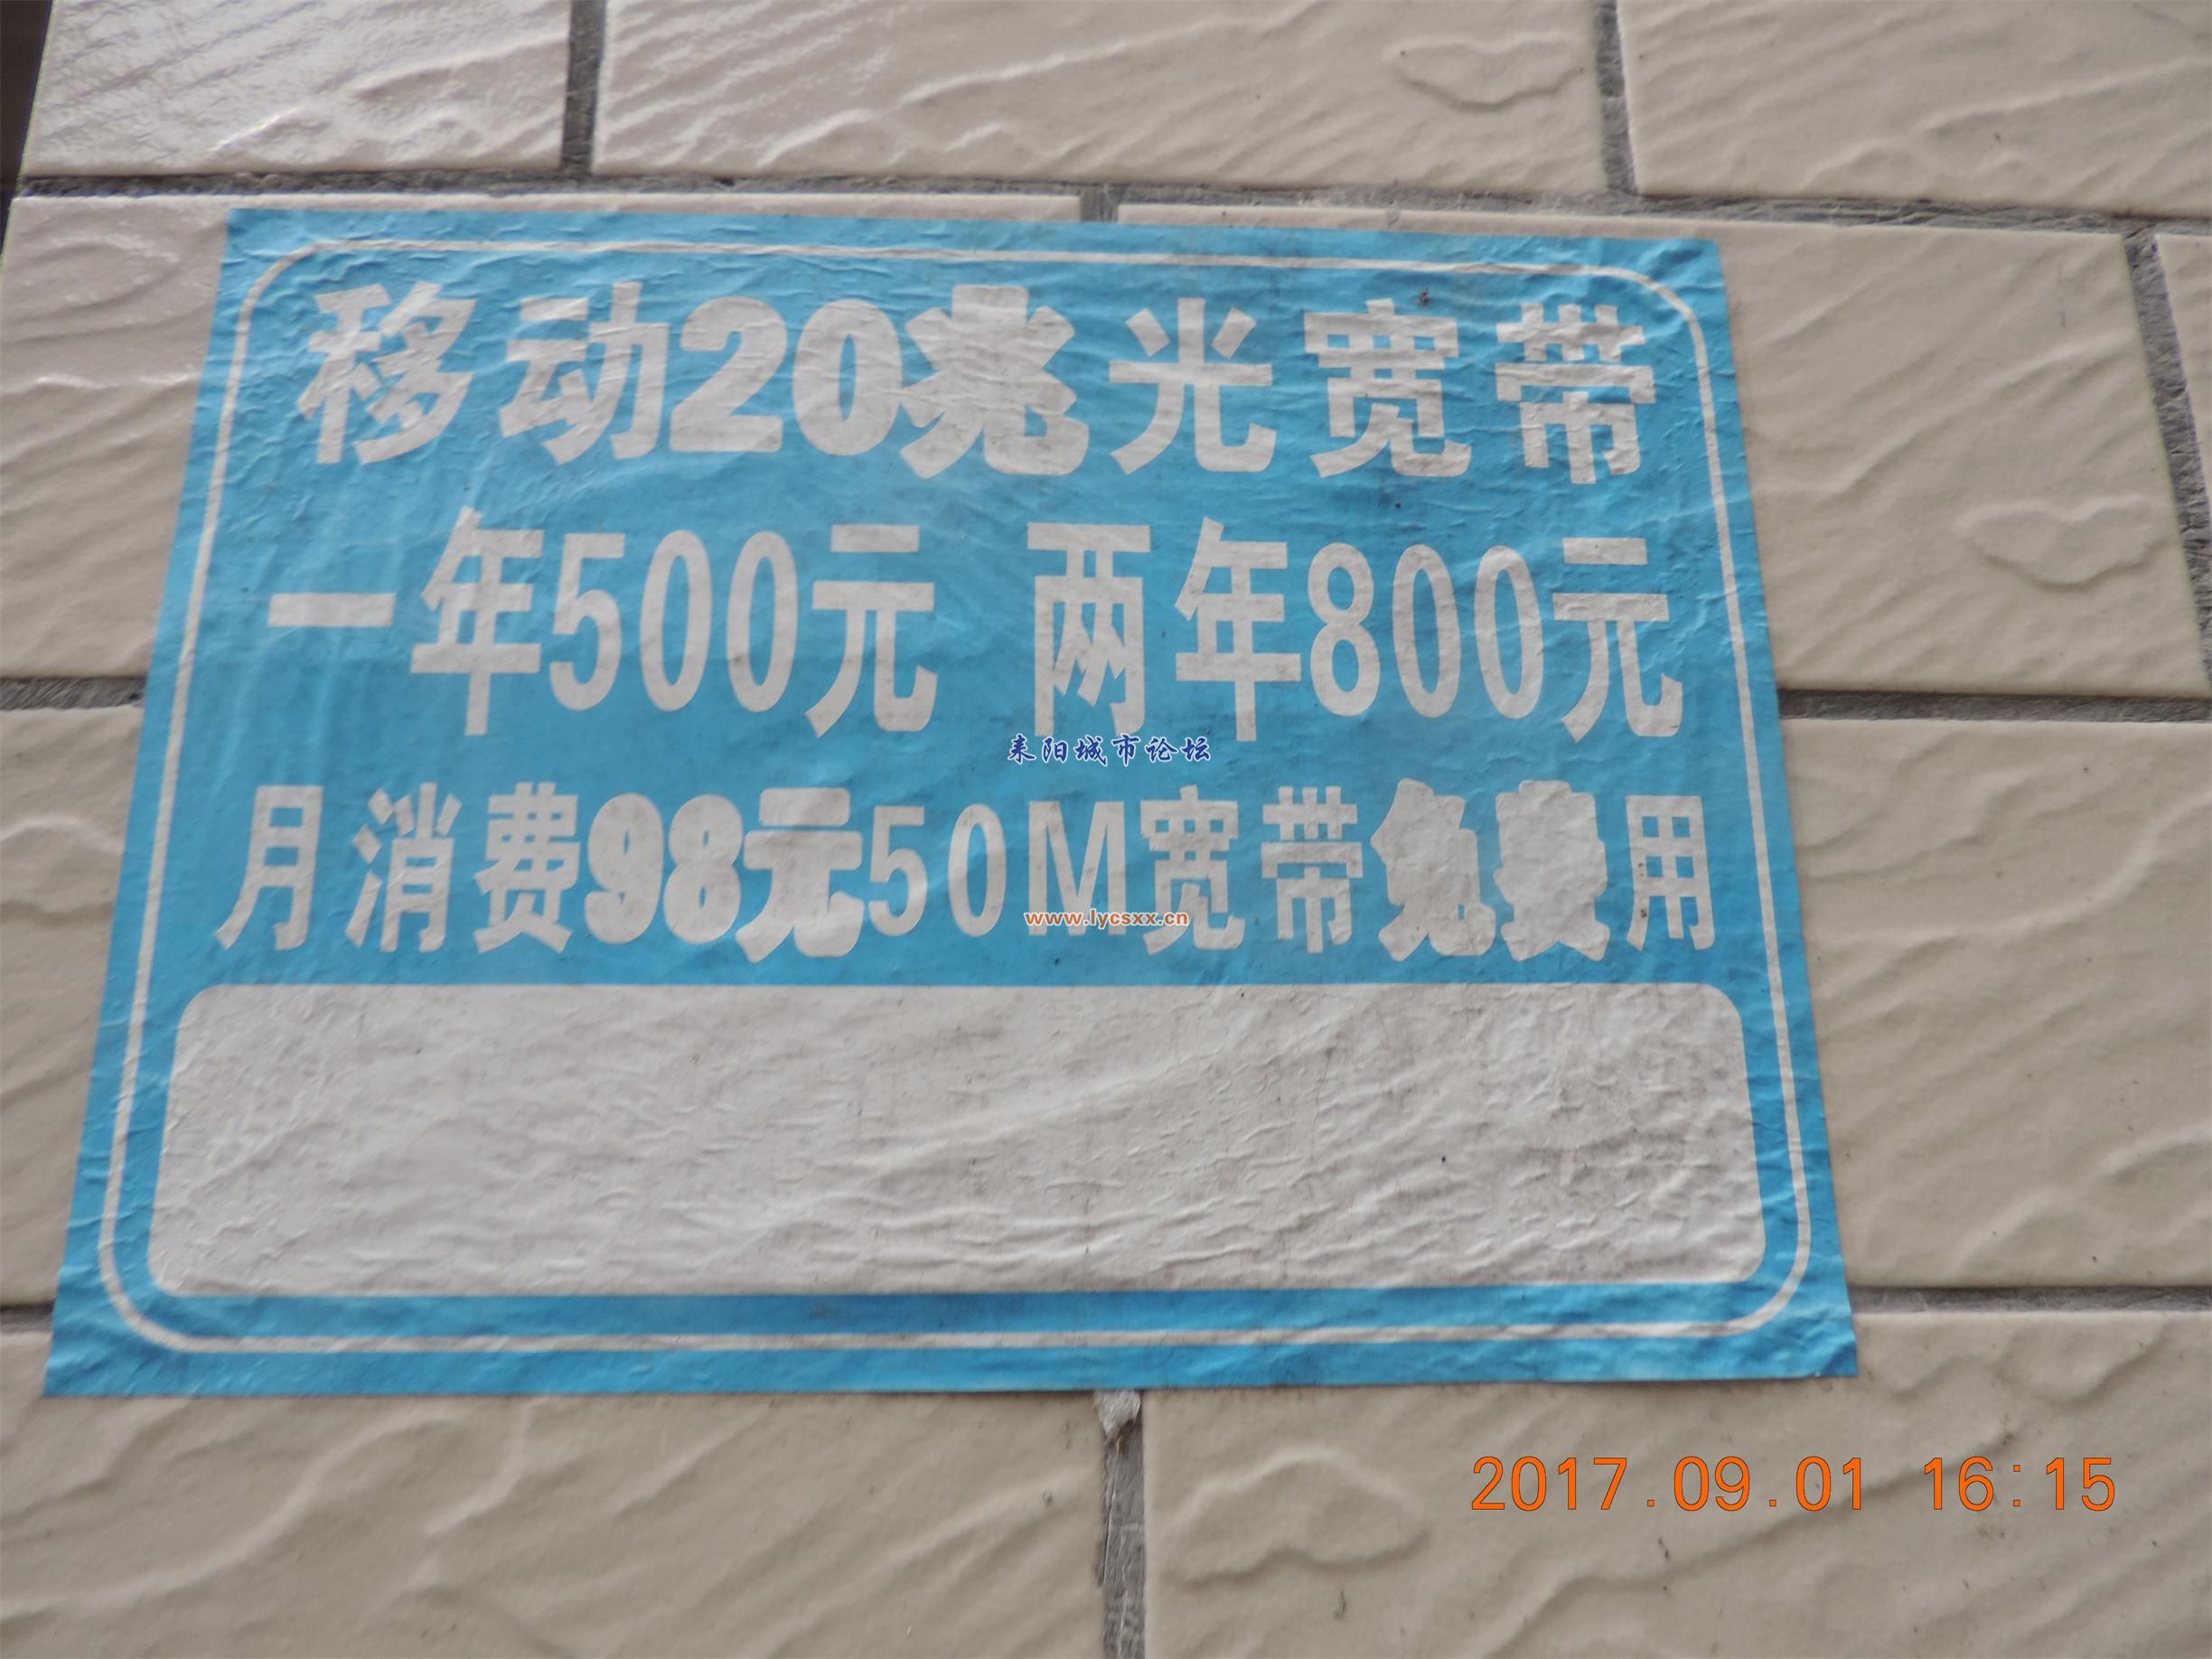 移动20兆光宽带
一年500元 两年800元
耒阳城市论坛
月消费98元50M宽带免费用
www.lycsxx.cn
2017.09.01 16:15